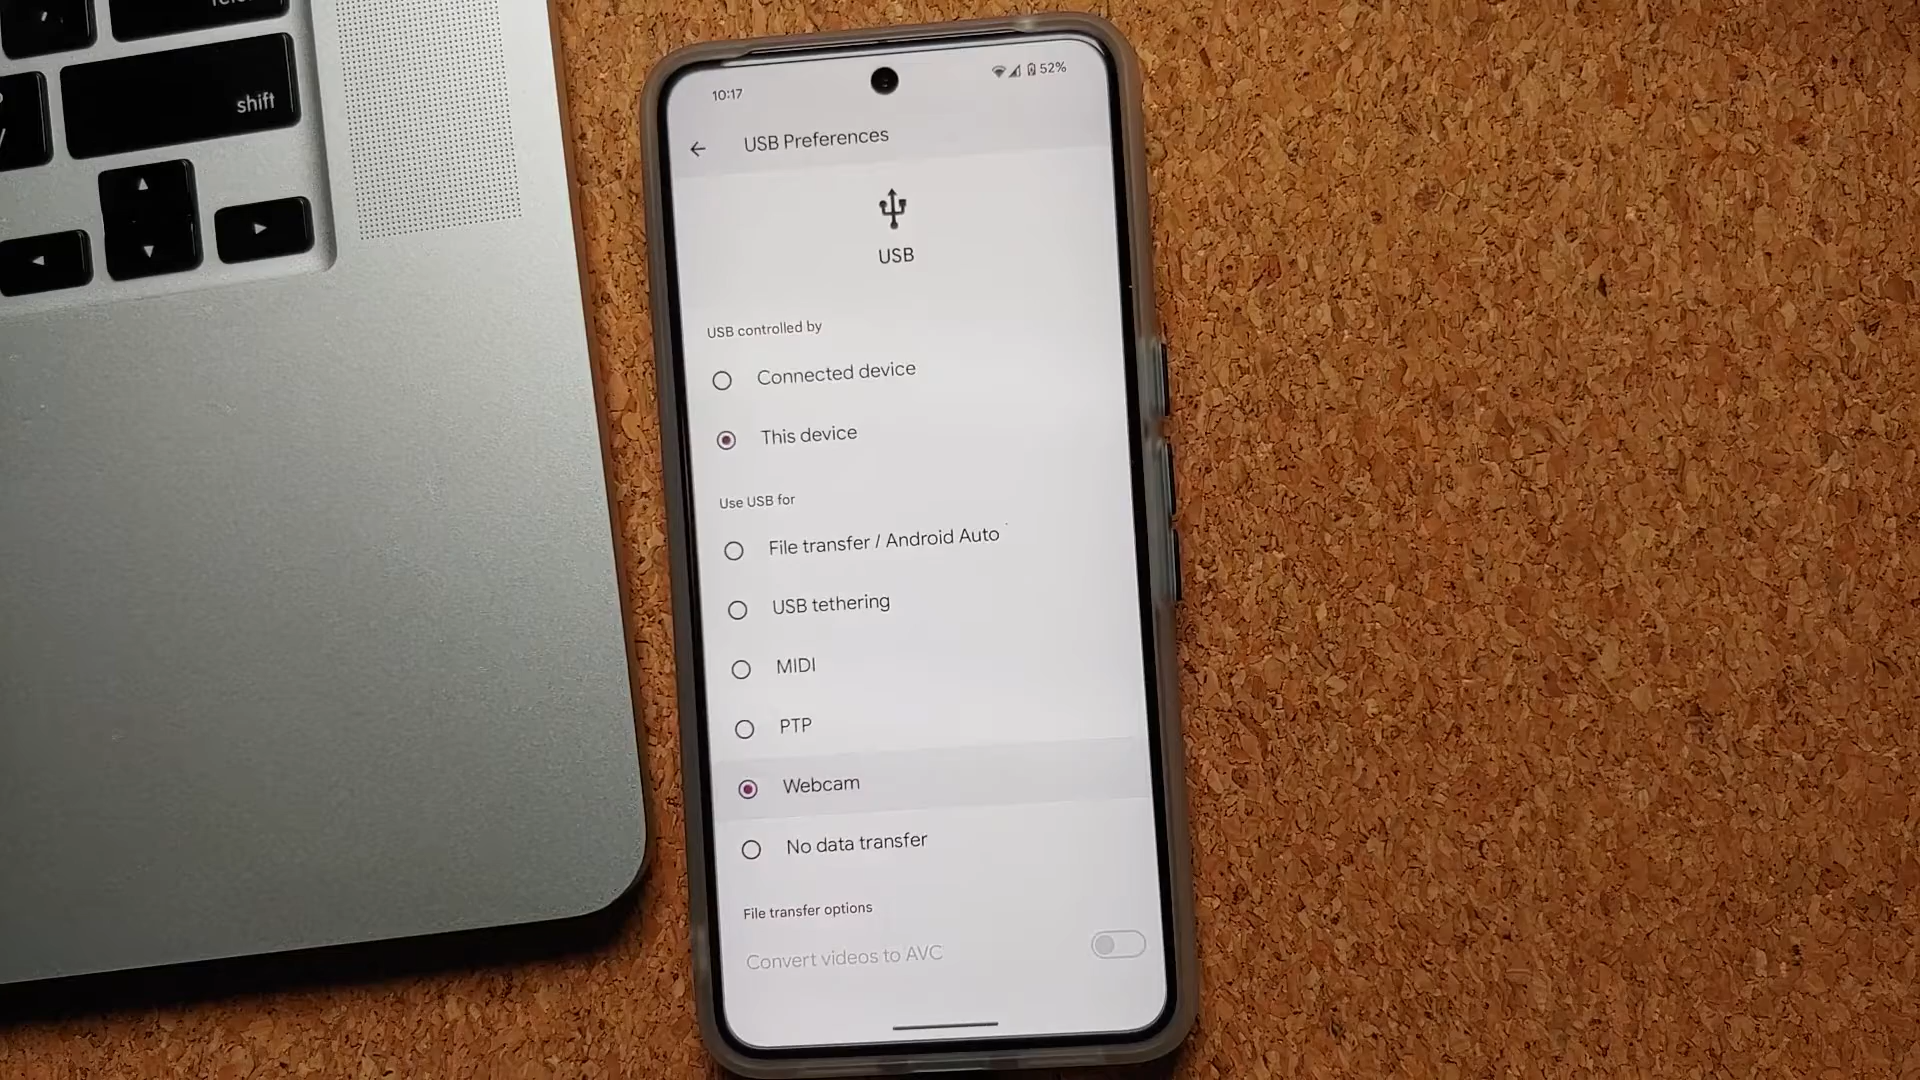 shift
10:17
52%
USB Preferences
USB
USB controlled by
Connected device
This device
Use USB for
File transfer / Android Auto
USB tethering
MIDI
PTP
Webcam
No data transfer
File transfer options
Convert videos to AVC